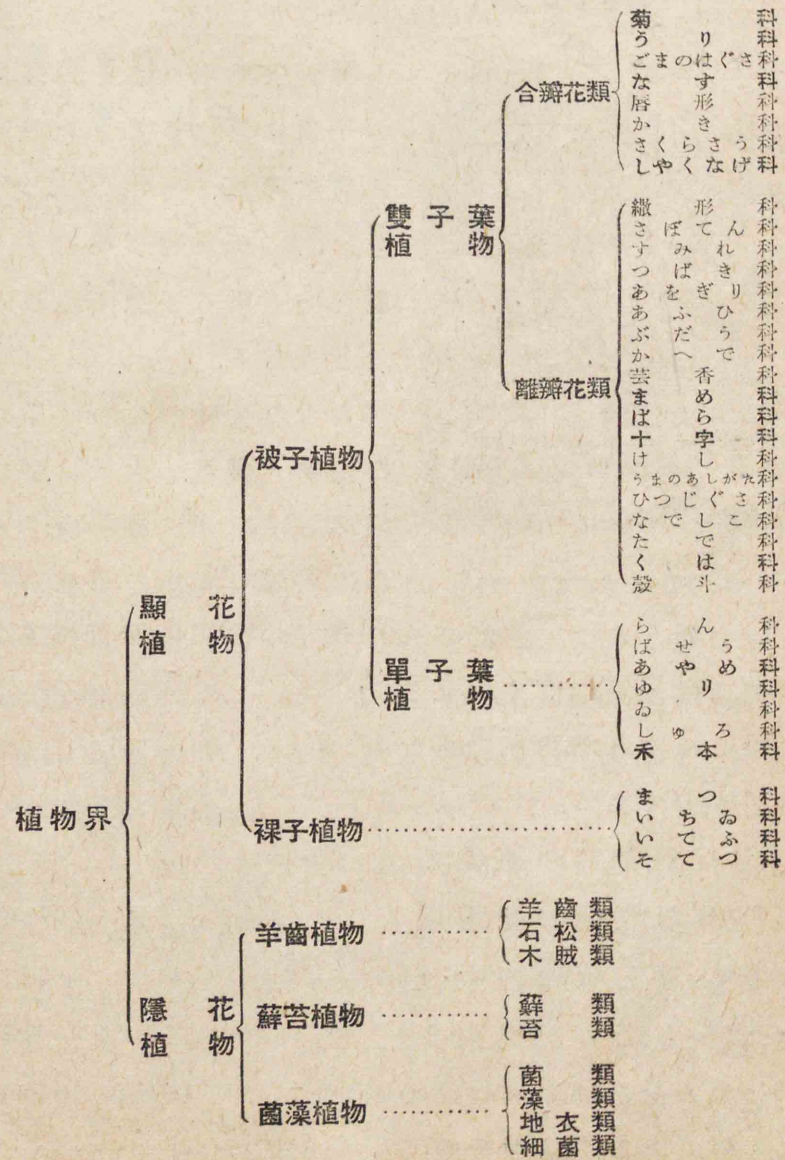 植物界
顯花植物
被子植物
雙子葉植物
合瓣花類
菊科
うり科
ごまのはぐさ科
なす科
唇形科
かき科
さくらさう科
しやくなげ科
離瓣花類
繖形科
さぼてん科
すみれ科
つばき科
あをぎり科
あふひ科
ぶだう科
かへで科
芸香科
まめ科
ばら科
十字科
けし科
うまのあしがた科
ひつじぐさ科
なでしこ科
たで科
くは科
殼斗科
單子葉植物
らん科
ばせう科
あやめ科
ゆり科
ゐ科
しゆろ科
禾本科
裸子植物
まつ科
いちゐ科
いてふ科
そてつ科
隱花植物
羊齒植物
羊齒類
石松類
木賊類
蘚苔植物
蘚類
苔類
菌藻植物
菌類
藻類
地衣類
細菌類